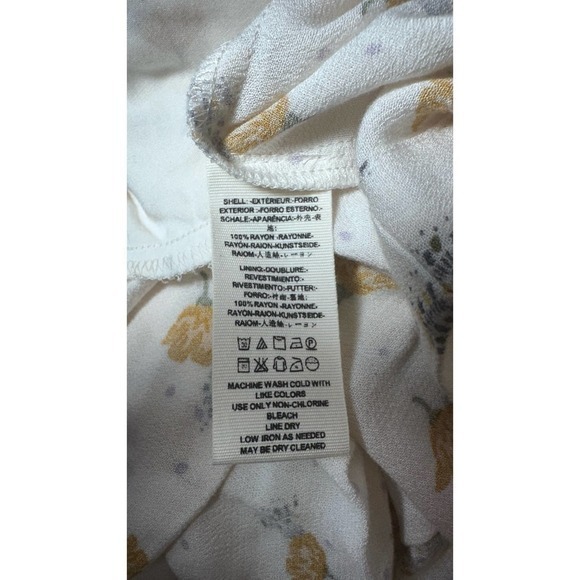 SHELL:-EXTÉRIEUR:-FORRO
EXTERIOR:-FORRO ESTERNO:-
SCHALE:-APARÊNCIA:-外壳-表
地:
100% RAYON -RAYONNE-
RAYÓN-RAION-KUNSTSEIDE-
RAIOM-人造絲-レーヨン
LINING:-DOUBLURE:-
REVESTIMIENTO:-
RIVESTIMENTO:-FUTTER:-
FORRO:-衬里-裏地:
100% RAYON -RAYONNE-
RAYÓN-RAION-KUNSTSEIDE-
RAIOM-人造絲-レーヨン
MACHINE WASH COLD WITH
LIKE COLORS
USE ONLY NON-CHLORINE
BLEACH
LINE DRY
LOW IRON AS NEEDED
MAY BE DRY CLEANED